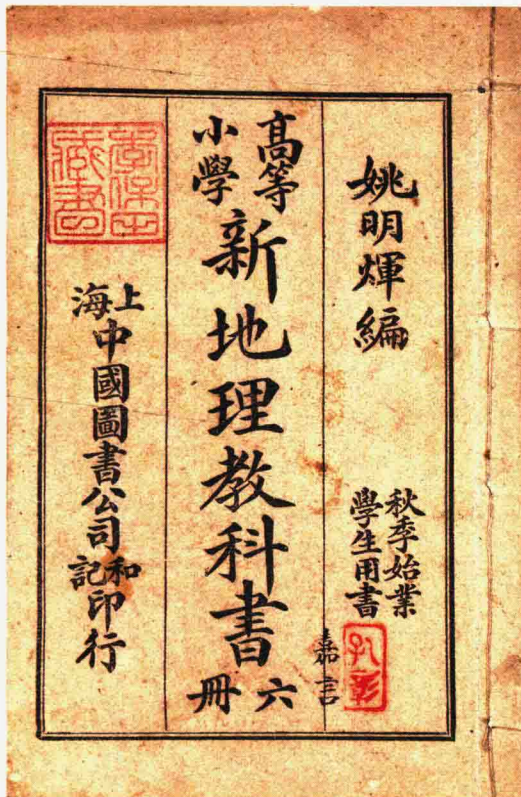 姚明煇編
秋季始業
學生用書
嘉言
高等
小學
新地理教科書
六冊
上海
中國圖書公司
和記
印行